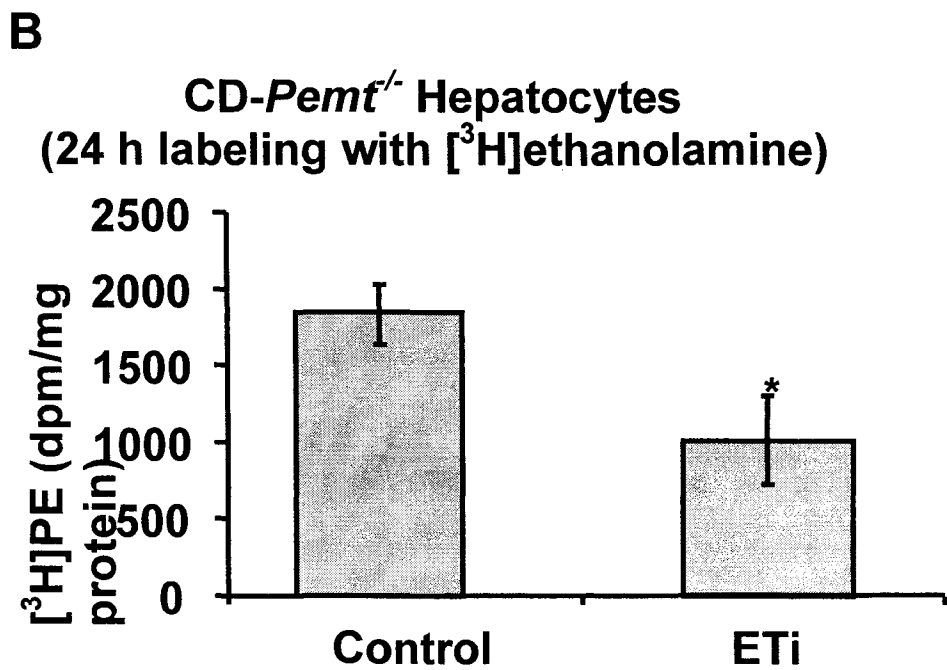 B
CD-Pemt-/- Hepatocytes
(24 h labeling with [3H]ethanolamine)
[3H]PE (dpm/mg
protein)
2500
2000
1500
1000
500
0
*
Control
ETi